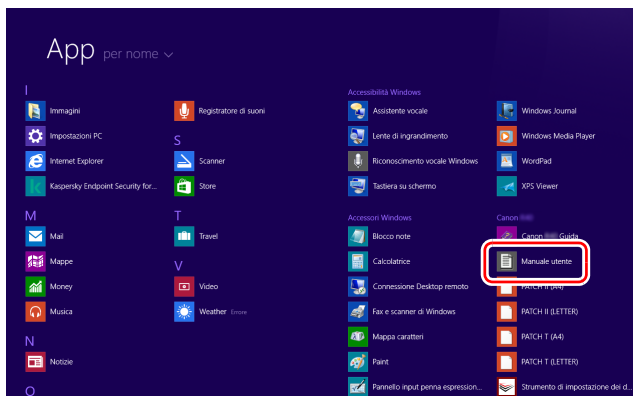 App per nome
I
Immagini
Impostazioni PC
Internet Explorer
Kaspersky Endpoint Security for...
M
Mail
Mappe
Money
Musica
N
Notizie
O
Registratore di suoni
S
Scanner
Store
T
Travel
V
Video
Weather Errore
Accessibilità Windows
Assistente vocale
Lente di ingrandimento
Riconoscimento vocale Windows
Tastiera su schermo
Accessori Windows
Blocco note
Calcolatrice
Connessione Desktop remoto
Fax e scanner di Windows
Mappa caratteri
Paint
Pannello input penna espression...
Windows Journal
Windows Media Player
WordPad
XPS Viewer
Canon
Canon Guida
Manuale utente
PATCH II (A4)
PATCH II (LETTER)
PATCH T (A4)
PATCH T (LETTER)
Strumento di impostazione dei d...